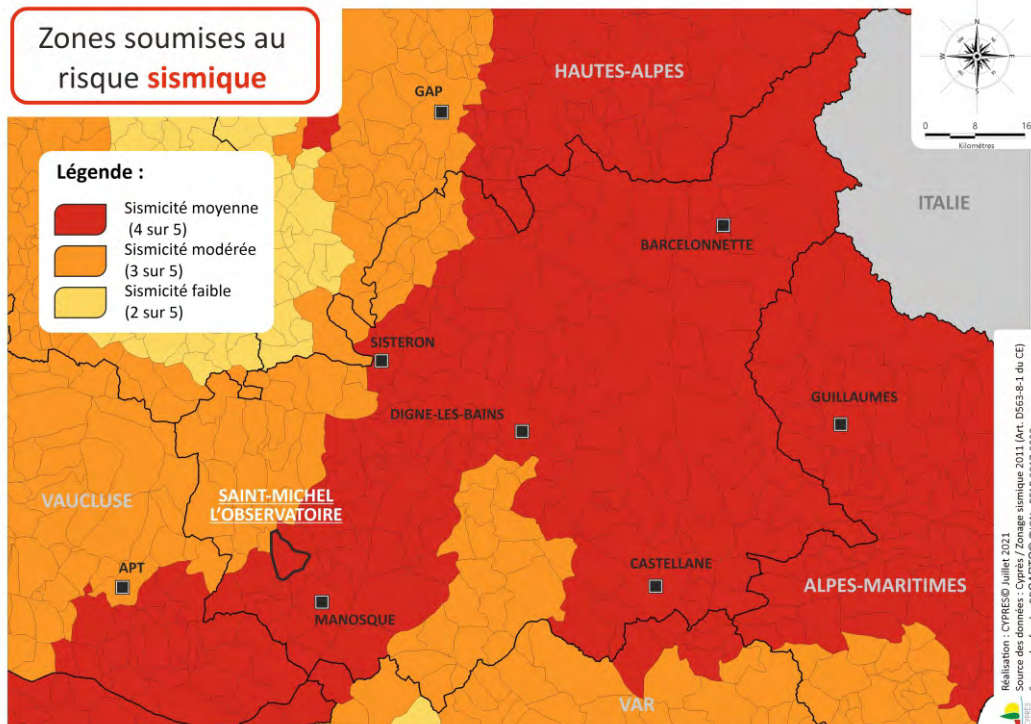 Zones soumises au
risque sismique
Légende :
Sismicité moyenne
(4 sur 5)
Sismicité modérée
(3 sur 5)
Sismicité faible
(2 sur 5)
HAUTES-ALPES
GAP
N
E
S
W
0 8 16
Kilomètres
ITALIE
BARCELONNETTE
SISTERON
GUILLAUMES
DIGNE-LES-BAINS
VAUCLUSE
SAINT-MICHEL
L'OBSERVATOIRE
APT
CASTELLANE
MANOSQUE
ALPES-MARITIMES
VAR
Réalisation : CYPRES© Juillet 2021
Source des données : Cyprès / Zonage sismique 2011 (Art. D563-8-1 du CE)